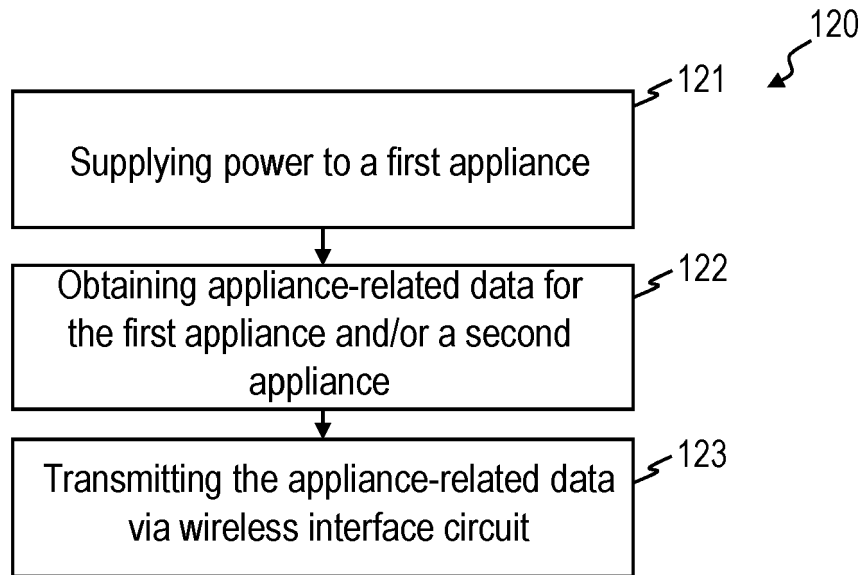 120
121
Supplying power to a first appliance
122
Obtaining appliance-related data for
the first appliance and/or a second
appliance
123
Transmitting the appliance-related data
via wireless interface circuit